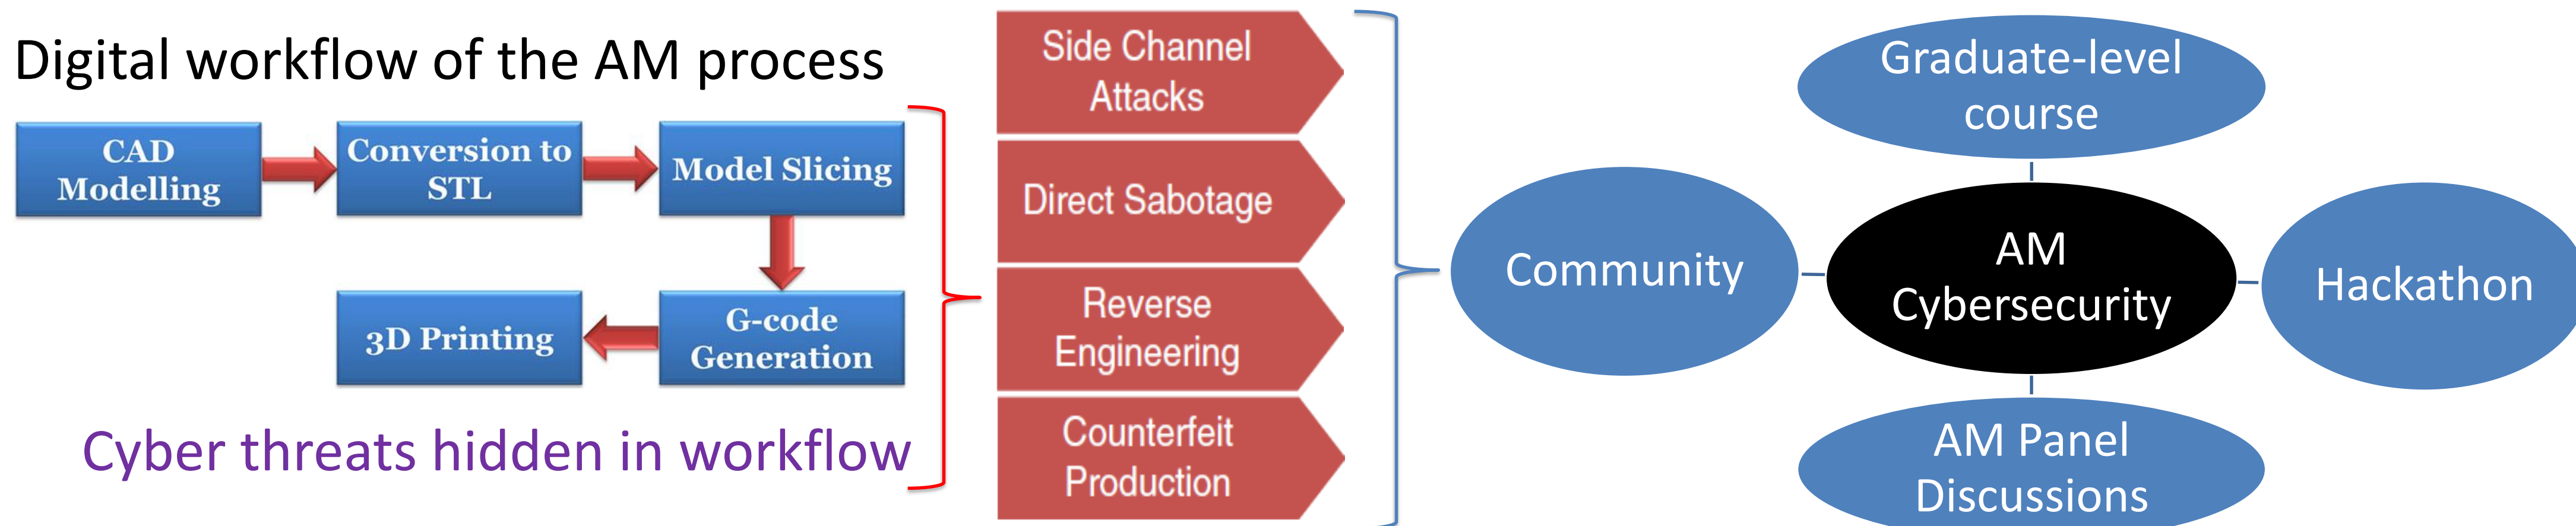 Digital workflow of the AM process
CAD
Modelling
Conversion to
STL
Model Slicing
G-code
Generation
3D Printing
Cyber threats hidden in workflow
Side Channel
Attacks
Direct Sabotage
Reverse
Engineering
Counterfeit
Production
Community
Graduate-level
course
AM
Cybersecurity
Hackathon
AM Panel
Discussions